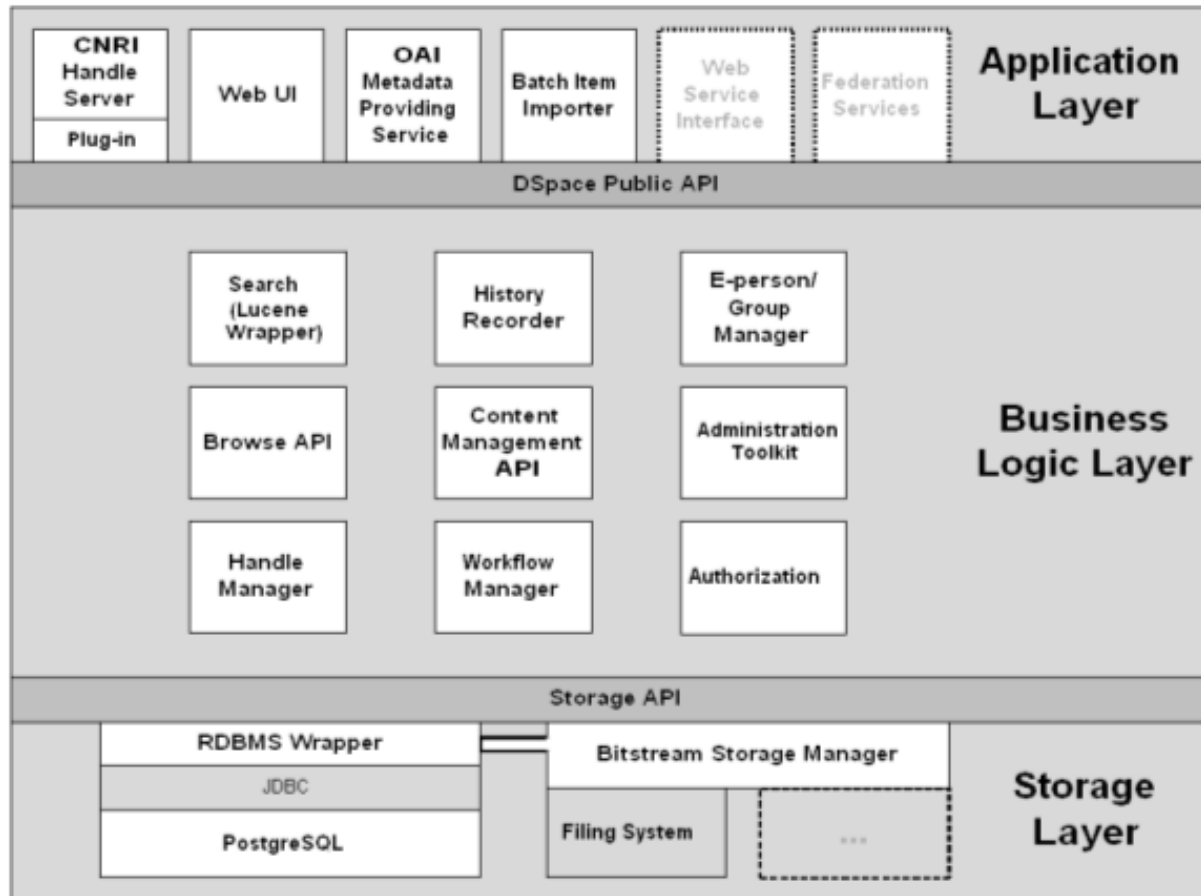 CNRI
Handle
Server
Plug-in
Web UI
OAI
Metadata
Providing
Service
Batch Item
Importer
Web
Service
Interface
Federation
Services
Application
Layer
DSpace Public API
Search
(Lucene
Wrapper)
History
Recorder
E-person/
Group
Manager
Browse API
Content
Management
API
Administration
Toolkit
Business
Logic Layer
Handle
Manager
Workflow
Manager
Authorization
Storage API
RDBMS Wrapper
JDBC
PostgreSQL
Bitstream Storage Manager
Filing System
...
Storage
Layer